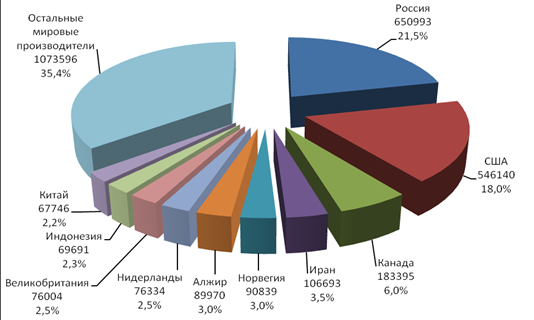 Остальные
мировые
производители
1073596
35,4%
Россия
650993
21,5%
США
546140
18,0%
Канада
183395
6,0%
Иран
106693
3,5%
Норвегия
90839
3,0%
Алжир
89970
3,0%
Нидерланды
76334
2,5%
Великобритания
76004
2,5%
Индонезия
69691
2,3%
Китай
67746
2,2%